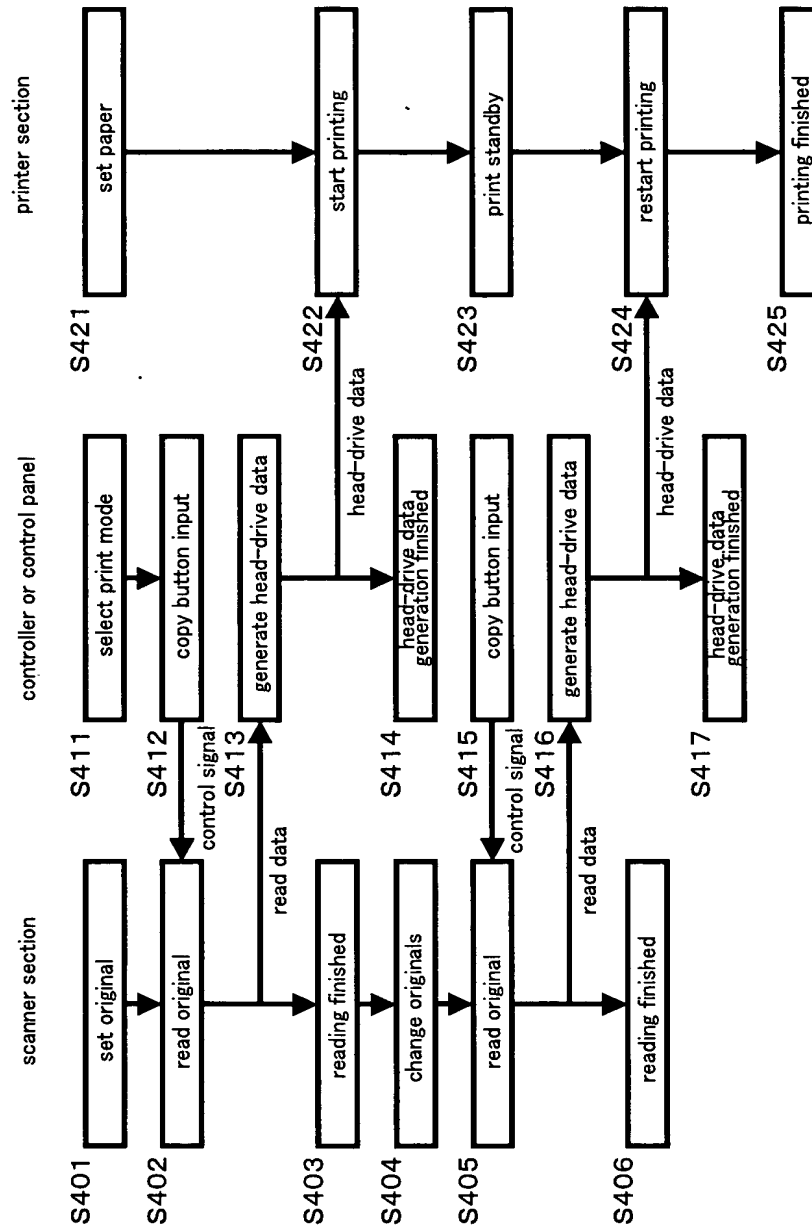 scanner section
S401
set original
S402
read original
read data
S403
reading finished
S404
change originals
S405
read original
read data
S406
reading finished
controller or control panel
S411
select print mode
S412
copy button input
control signal
S413
generate head-drive data
head-drive data
S414
head-drive data
generation finished
S415
copy button input
control signal
S416
generate head-drive data
head-drive data
S417
head-drive data
generation finished
printer section
S421
set paper
S422
start printing
S423
print standby
S424
restart printing
S425
printing finished